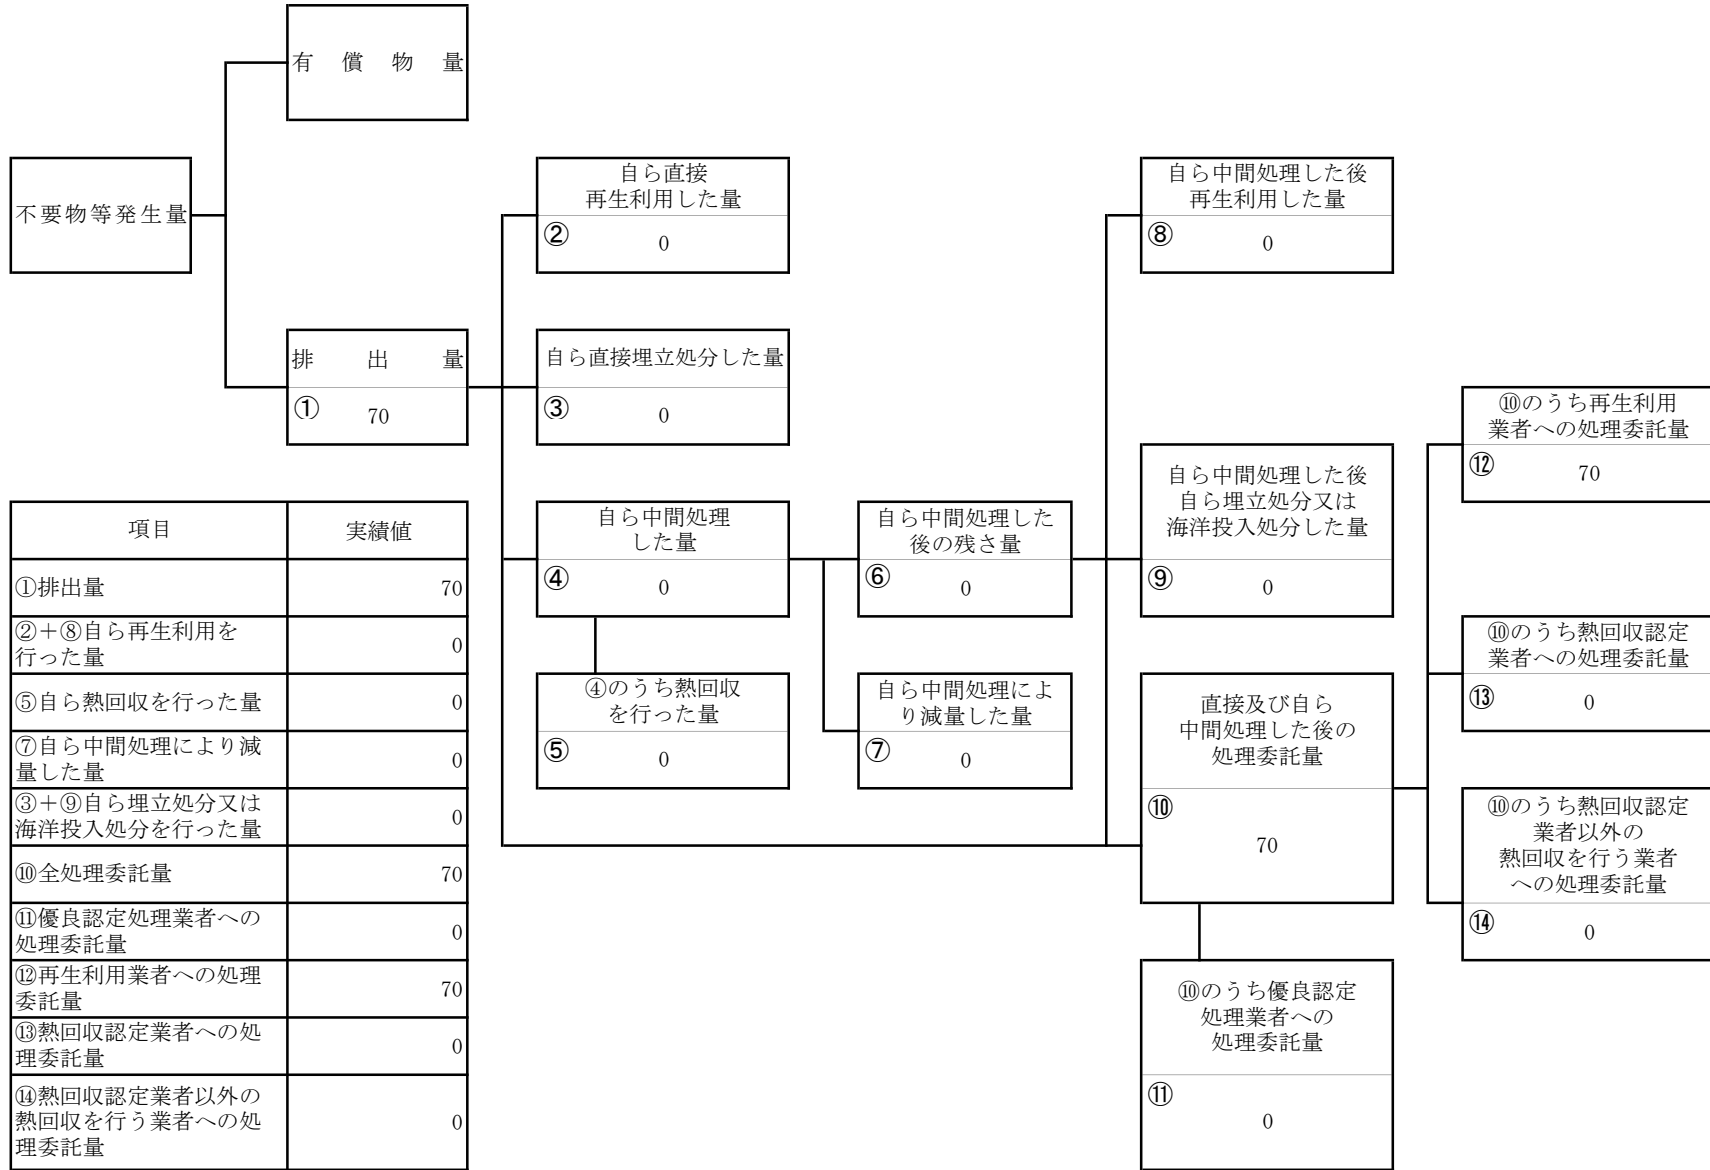 有償物量
不要物等発生量
自ら直接
再生利用した量
② 0
自ら中間処理した後
再生利用した量
⑧ 0
排出量
① 70
自ら直接埋立処分した量
③ 0
⑩のうち再生利用
業者への処理委託量
⑫ 70
自ら中間処理した後
自ら埋立処分又は
海洋投入処分した量
⑨ 0
自ら中間処理
した量
④ 0
自ら中間処理した
後の残さ量
⑥ 0
⑩のうち熱回収認定
業者への処理委託量
⑬ 0
④のうち熱回収
を行った量
⑤ 0
自ら中間処理によ
り減量した量
⑦ 0
直接及び自ら
中間処理した後の
処理委託量
⑩
70
⑩のうち熱回収認定
業者以外の
熱回収を行う業者
への処理委託量
⑭ 0
⑩のうち優良認定
処理業者への
処理委託量
⑪
0
項目 実績値
①排出量 70
②＋⑧自ら再生利用を
行った量 0
⑤自ら熱回収を行った量 0
⑦自ら中間処理により減
量した量 0
③＋⑨自ら埋立処分又は
海洋投入処分を行った量 0
⑩全処理委託量 70
⑪優良認定処理業者への
処理委託量 0
⑫再生利用業者への処理
委託量 70
⑬熱回収認定業者への処
理委託量 0
⑭熱回収認定業者以外の
熱回収を行う業者への処
理委託量 0